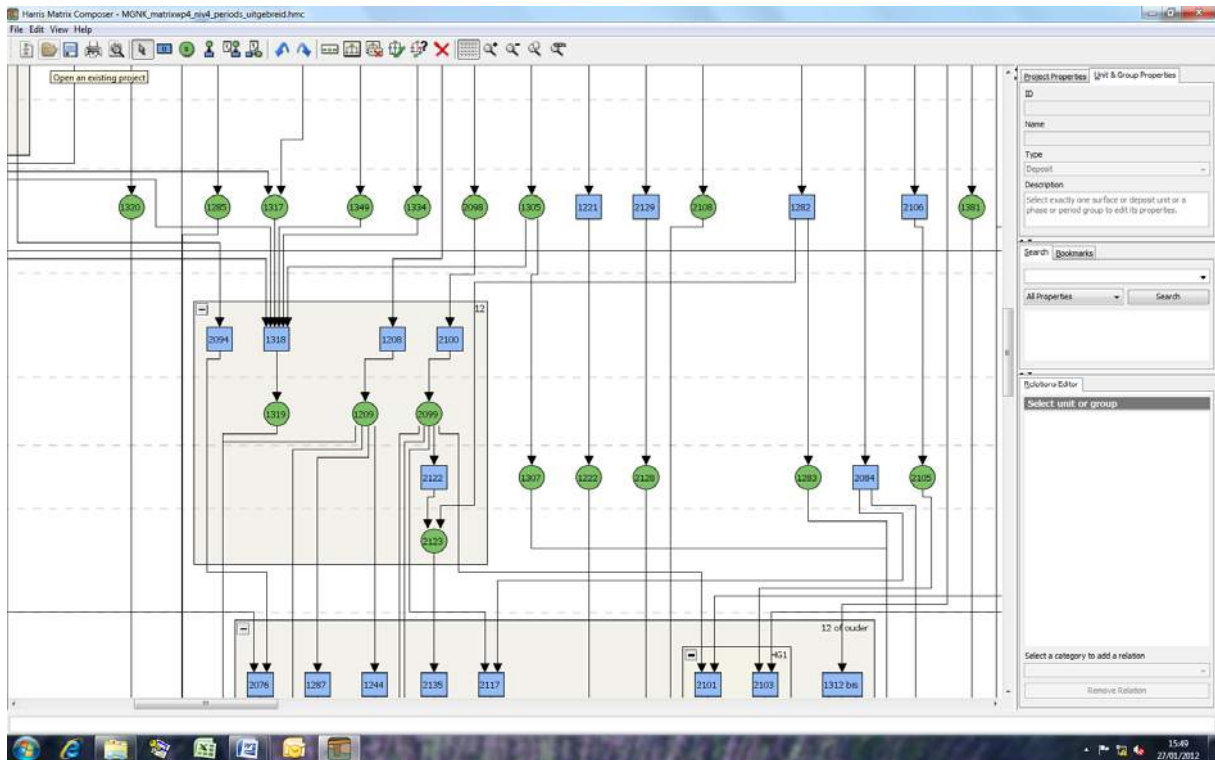 Harris Matrix Composer - MGNK_matrixwp4_niv4_periods_uitgebreid.hmc
File Edit View Help
Open an existing project
Project Properties Unit & Group Properties
ID
Name
Type
Deposit
Description
Select exactly one surface or deposit unit or a
phase or period group to edit its properties.
1320 1285 1317 1349 1334 2098 1305 1221 2129 2108 1282 2106 1381
Search Bookmarks
All Properties Search
12
2094 1318 1208 2100
Relations Editor
Select unit or group
1319 1209 2099
2122 1307 1222 2128 1283 2084 2105
2123
12 of ouder
HG1
Select a category to add a relation
2076 1287 1244 2135 2117 2101 2103 1312 bis
Remove Relation
15:49
27/01/2012